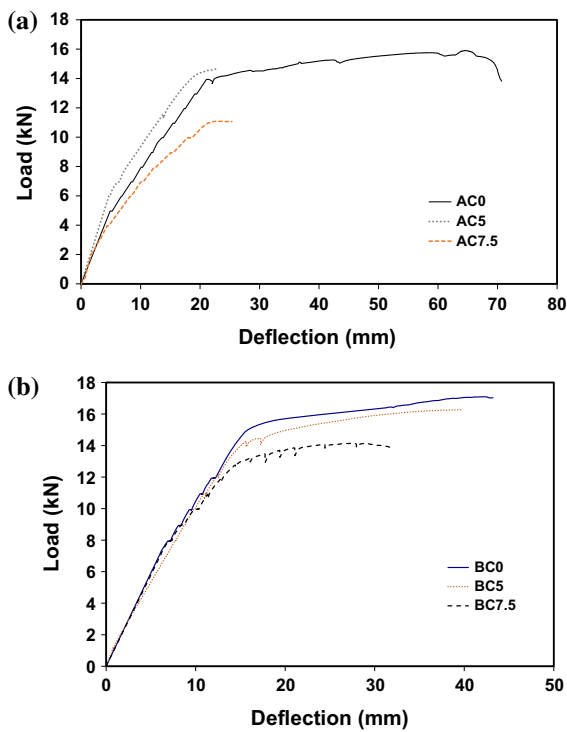 (a)
18
16
14
12
10
8
6
4
2
0
Load (kN)
AC0
AC5
AC7.5
0 10 20 30 40 50 60 70 80
Deflection (mm)
(b)
18
16
14
12
10
8
6
4
2
0
Load (kN)
BC0
BC5
BC7.5
0 10 20 30 40 50
Deflection (mm)